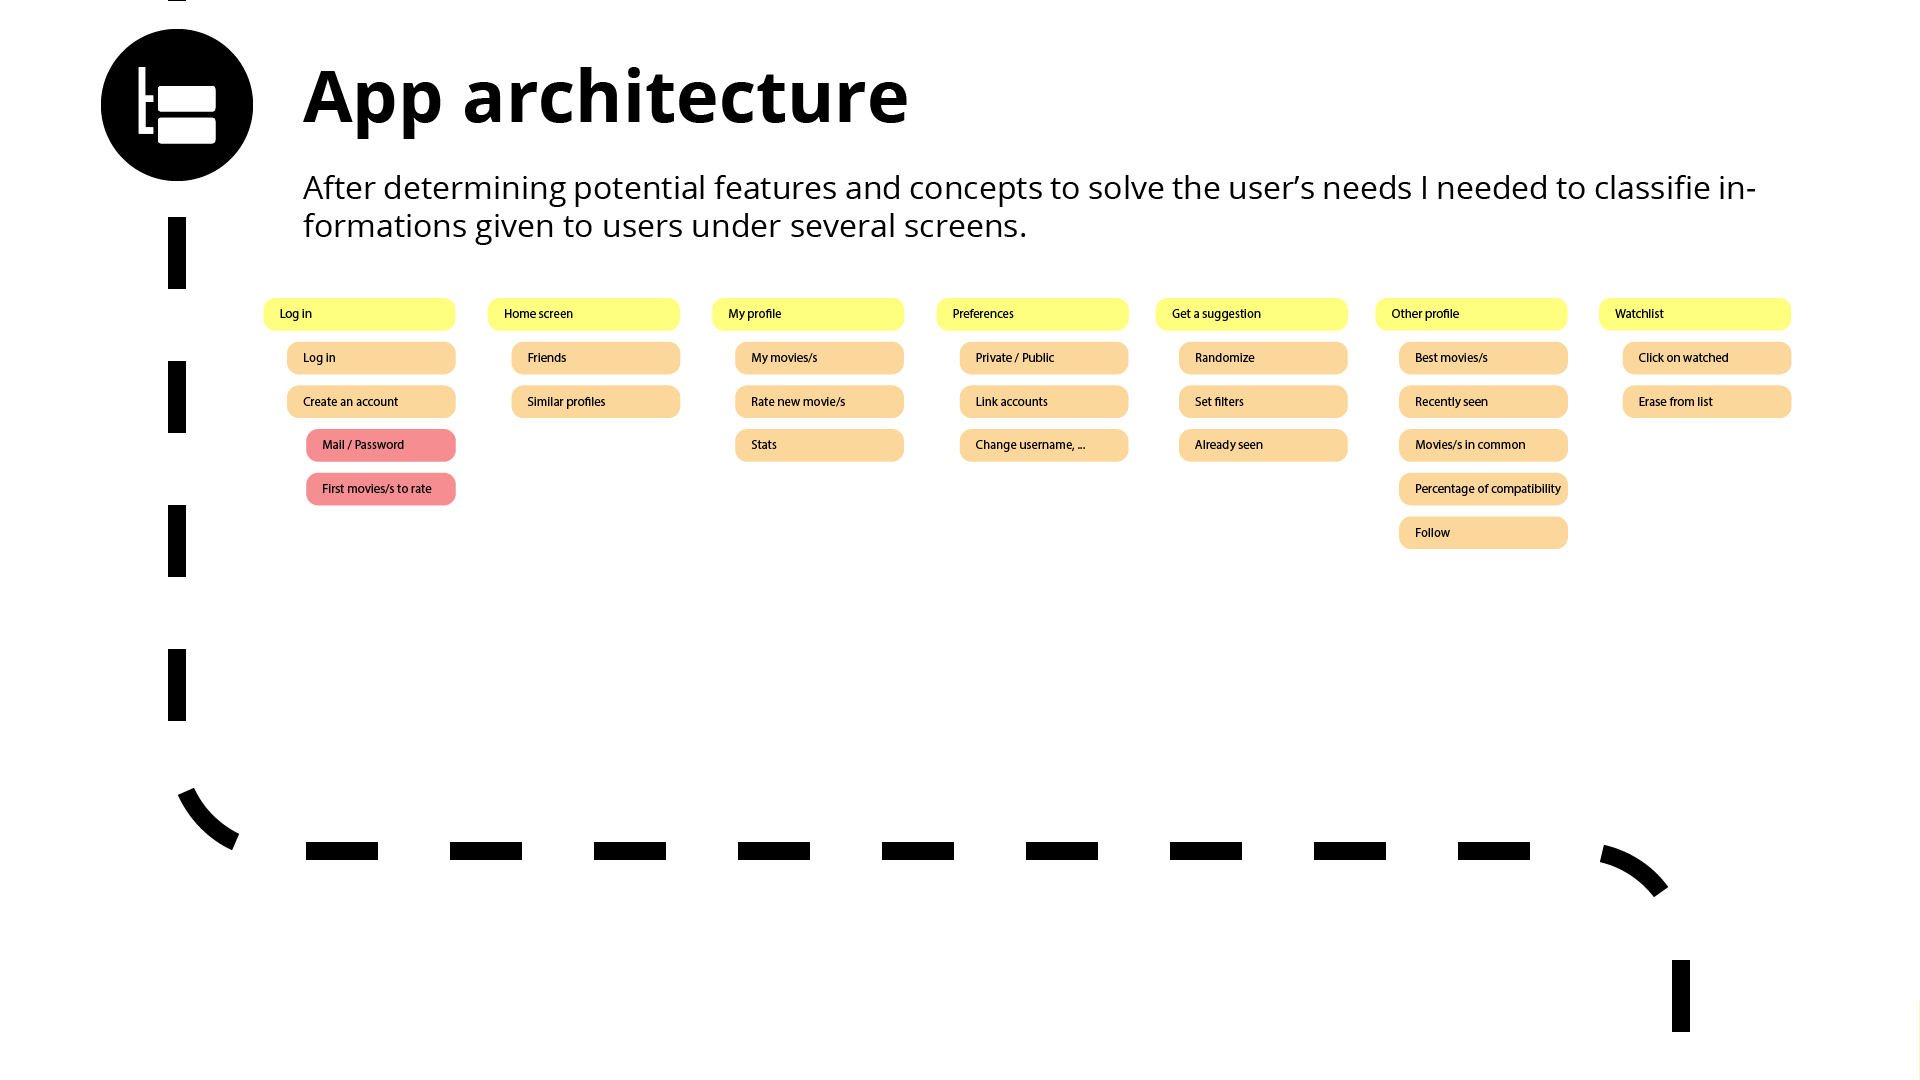 App architecture
After determining potential features and concepts to solve the user’s needs I needed to classifie in-
formations given to users under several screens.
Log in
Log in
Create an account
Mail / Password
First movies/s to rate
Home screen
Friends
Similar profiles
My profile
My movies/s
Rate new movie/s
Stats
Preferences
Private / Public
Link accounts
Change username, ...
Get a suggestion
Randomize
Set filters
Already seen
Other profile
Best movies/s
Recently seen
Movies/s in common
Percentage of compatibility
Follow
Watchlist
Click on watched
Erase from list